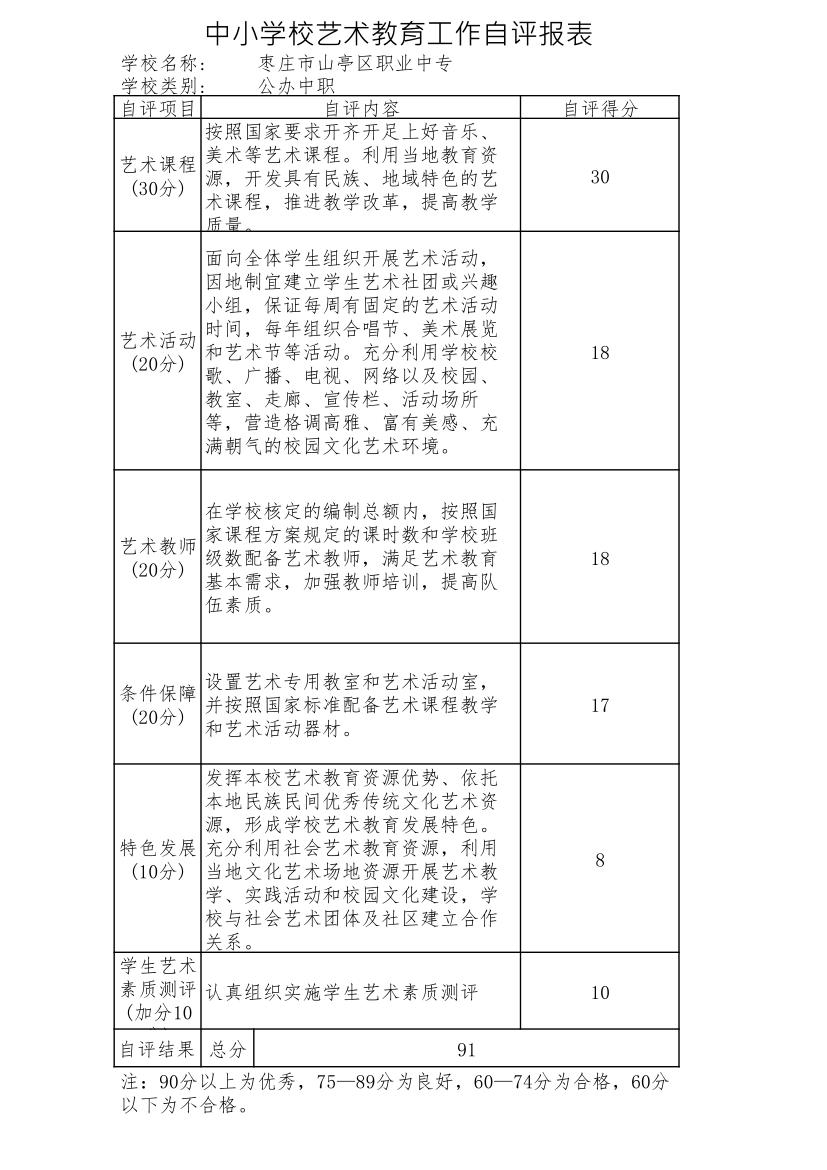 中小学校艺术教育工作自评报表
学校名称: 枣庄市山亭区职业中专
学校类别: 公办中职
自评项目 自评内容 自评得分
艺术课程
(30分)
按照国家要求开齐开足上好音乐、
美术等艺术课程。利用当地教育资
源，开发具有民族、地域特色的艺
术课程，推进教学改革，提高教学
质量。
30
艺术活动
(20分)
面向全体学生组织开展艺术活动，
因地制宜建立学生艺术社团或兴趣
小组，保证每周有固定的艺术活动
时间，每年组织合唱节、美术展览
和艺术节等活动。充分利用学校校
歌、广播、电视、网络以及校园、
教室、走廊、宣传栏、活动场所
等，营造格调高雅、富有美感、充
满朝气的校园文化艺术环境。
18
艺术教师
(20分)
在学校核定的编制总额内，按照国
家课程方案规定的课时数和学校班
级数配备艺术教师，满足艺术教育
基本需求，加强教师培训，提高队
伍素质。
18
条件保障
(20分)
设置艺术专用教室和艺术活动室，
并按照国家标准配备艺术课程教学
和艺术活动器材。
17
特色发展
(10分)
发挥本校艺术教育资源优势、依托
本地民族民间优秀传统文化艺术资
源，形成学校艺术教育发展特色。
充分利用社会艺术教育资源，利用
当地文化艺术场地资源开展艺术教
学、实践活动和校园文化建设，学
校与社会艺术团体及社区建立合作
关系。
8
学生艺术
素质测评
(加分10
认真组织实施学生艺术素质测评
10
自评结果 总分 91
注：90分以上为优秀，75—89分为良好，60—74分为合格，60分
以下为不合格。